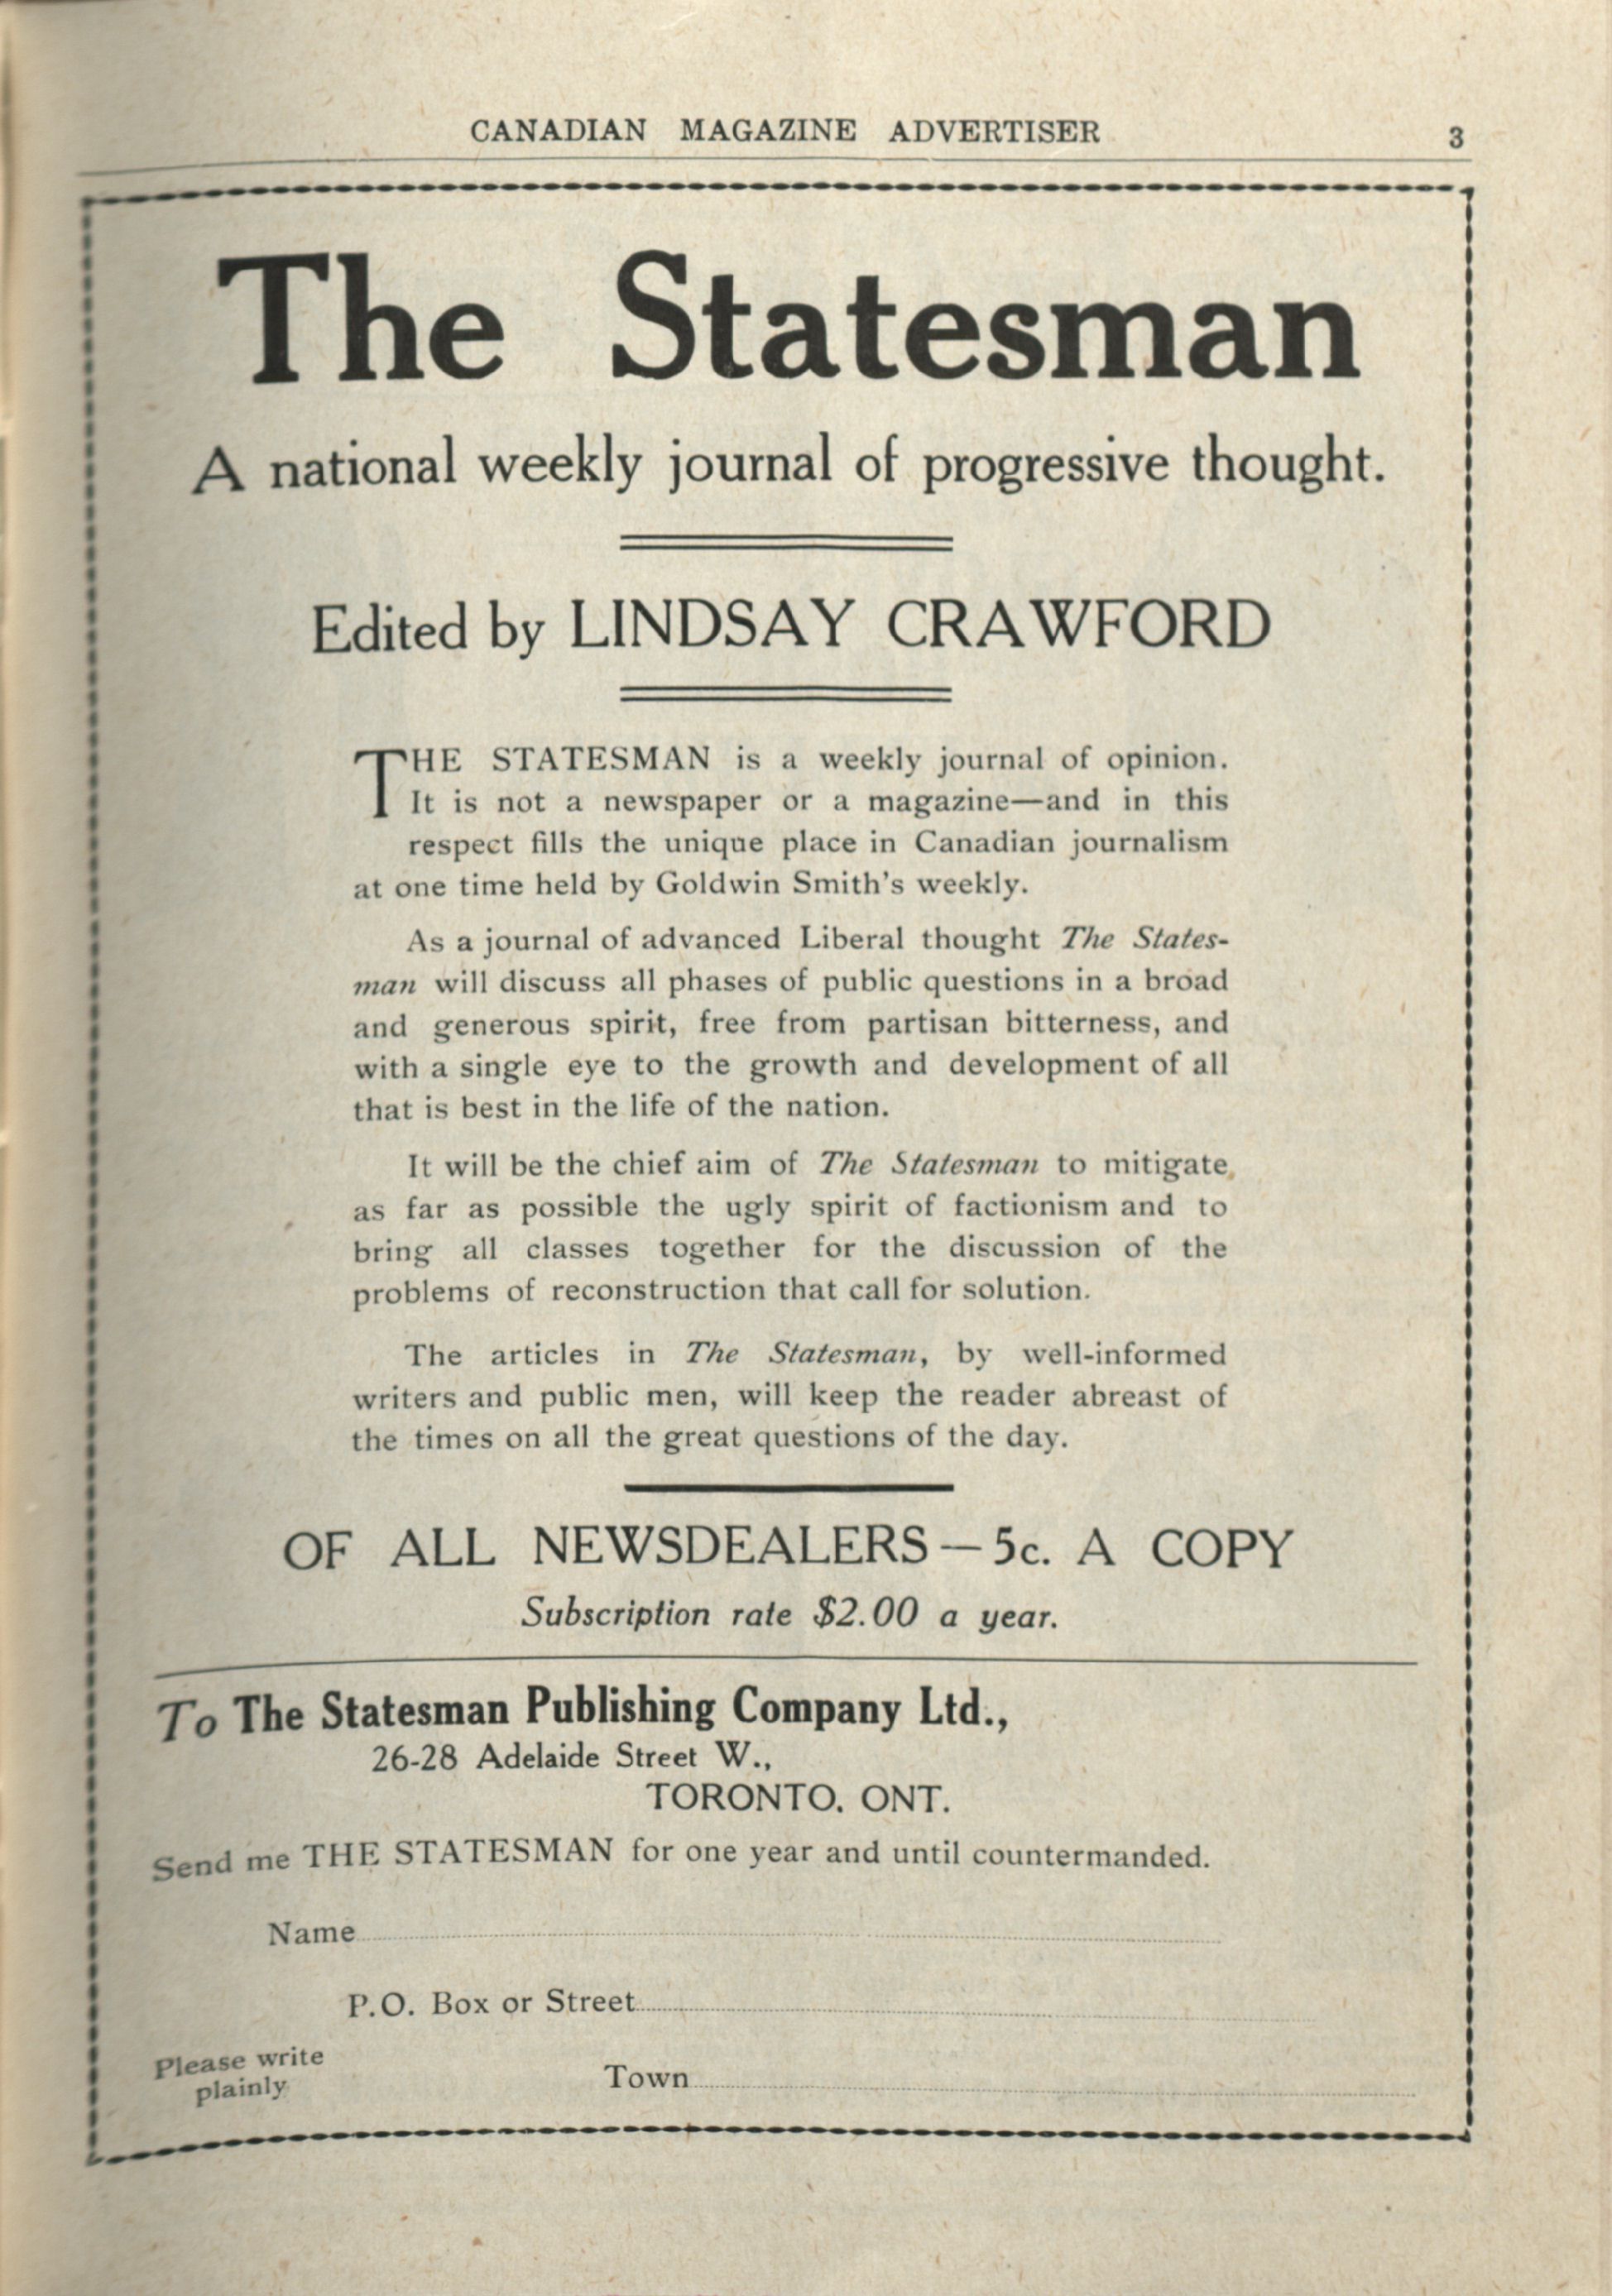 CANADIAN MAGAZINE ADVERTISER 3
The Statesman
A national weekly journal of progressive thought.
Edited by LINDSAY CRAWFORD
THE STATESMAN is a weekly journal of opinion.
It is not a newspaper or a magazine—and in this
respect fills the unique place in Canadian journalism
at one time held by Goldwin Smith's weekly.
As a journal of advanced Liberal thought The States-
man will discuss all phases of public questions in a broad
and generous spirit, free from partisan bitterness, and
with a single eye to the growth and development of all
that is best in the life of the nation.
It will be the chief aim of The Statesman to mitigate
as far as possible the ugly spirit of factionism and to
bring all classes together for the discussion of the
problems of reconstruction that call for solution.
The articles in The Statesman, by well-informed
writers and public men, will keep the reader abreast of
the times on all the great questions of the day.
OF ALL NEWSDEALERS — 5c. A COPY
Subscription rate $2.00 a year.
To The Statesman Publishing Company Ltd.,
26-28 Adelaide Street W.,
TORONTO. ONT.
Send me THE STATESMAN for one year and until countermanded.
Name
P.O. Box or Street
Please write
plainly
Town